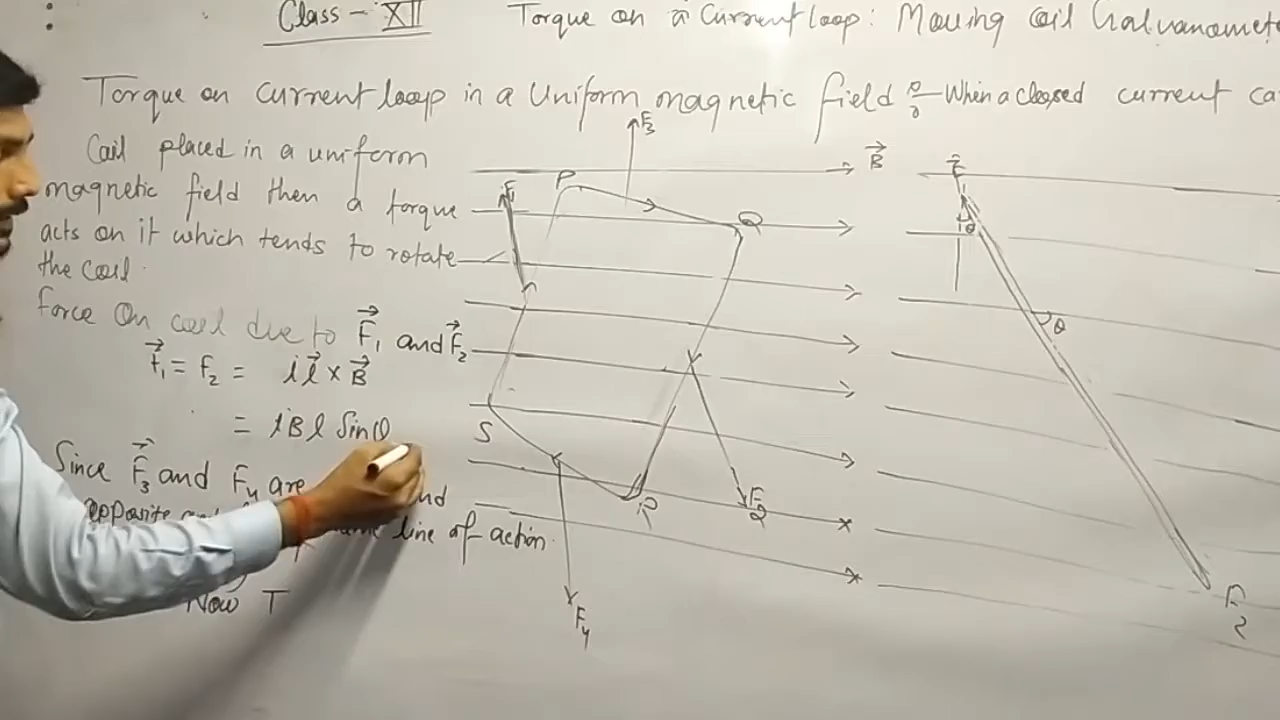 Class - XII Torque on a Current loop: Moving coil Galvanomete
Torque on current loop in a Uniform magnetic field :- When a closed current ca
Coil placed in a uniform
magnetic field then a torque
acts on it which tends to rotate
the coil.
force on coil due to F₁ and F₂
F₁ = F₂ = i l × B
= i B l Sin θ
Since F₃ and F₄ are
opposite line of action
Now T
F₃
B
P
F₁
Q
S
R
F₂
F₄
θ
θ
F₂